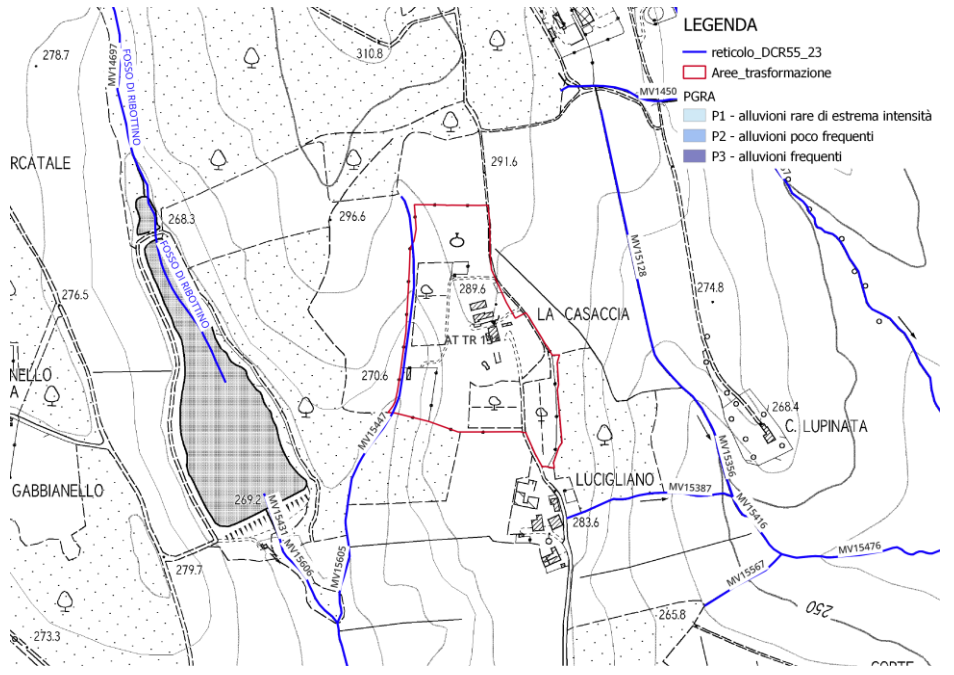 LEGENDA
reticolo_DCR55_23
Aree_trasformazione
PGRA
P1 - alluvioni rare di estrema intensità
P2 - alluvioni poco frequenti
P3 - alluvioni frequenti
278.7
MV14697
FOSSO DI RIBOTTINO
310.8
MV1450
RCATALE
291.6
268.3
296.6
FOSSO DI RIBOTTINO
MV15128
276.5
289.6
274.8
LA CASACCIA
AT TR 1
NELLO
A
270.6
268.4
C. LUPINATA
MV15447
MV15356
GABBIANELLO
LUCIGLIANO
269.2
MV15387
283.6
MV15416
MV15431
MV15606
MV15605
MV15476
279.7
MV15567
265.8
250
273.3
CORTE